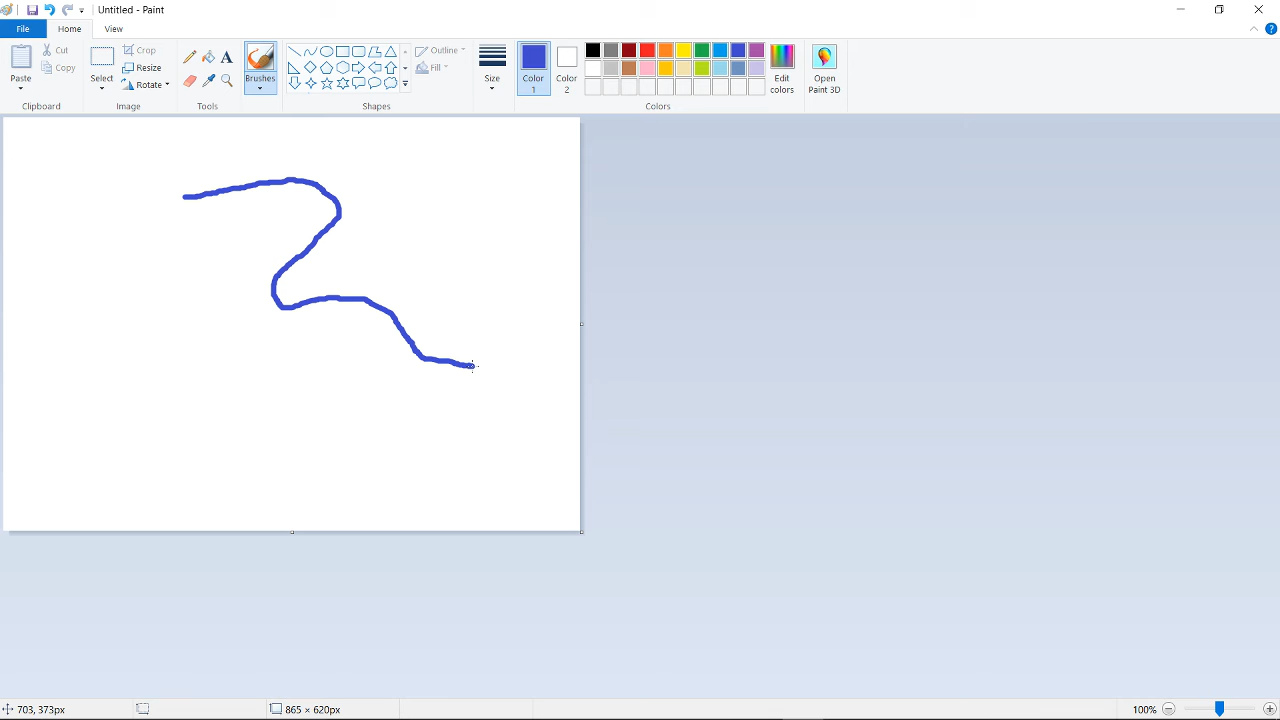 Untitled - Paint
File Home View
Paste
Cut
Copy
Clipboard
Select
Crop
Resize
Rotate
Image
Tools
Brushes
Outline
Fill
Shapes
Size
Color 1
Color 2
Edit colors
Colors
Open Paint 3D
703, 373px
865 × 620px
100%